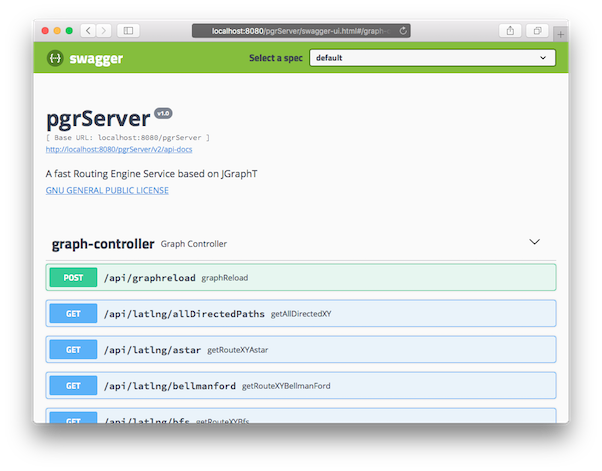 localhost:8080/pgrServer/swagger-ui.html#/graph-
swagger
Select a spec
default
pgrServer v1.0
[ Base URL: localhost:8080/pgrServer ]
http://localhost:8080/pgrServer/v2/api-docs
A fast Routing Engine Service based on JGraphT
GNU GENERAL PUBLIC LICENSE
graph-controller Graph Controller
POST /api/graphreload graphReload
GET /api/latlng/allDirectedPaths getAllDirectedXY
GET /api/latlng/astar getRouteXYAstar
GET /api/latlng/bellmanford getRouteXYBellmanFord
GET /api/latlng/bfs getRouteXYBfs